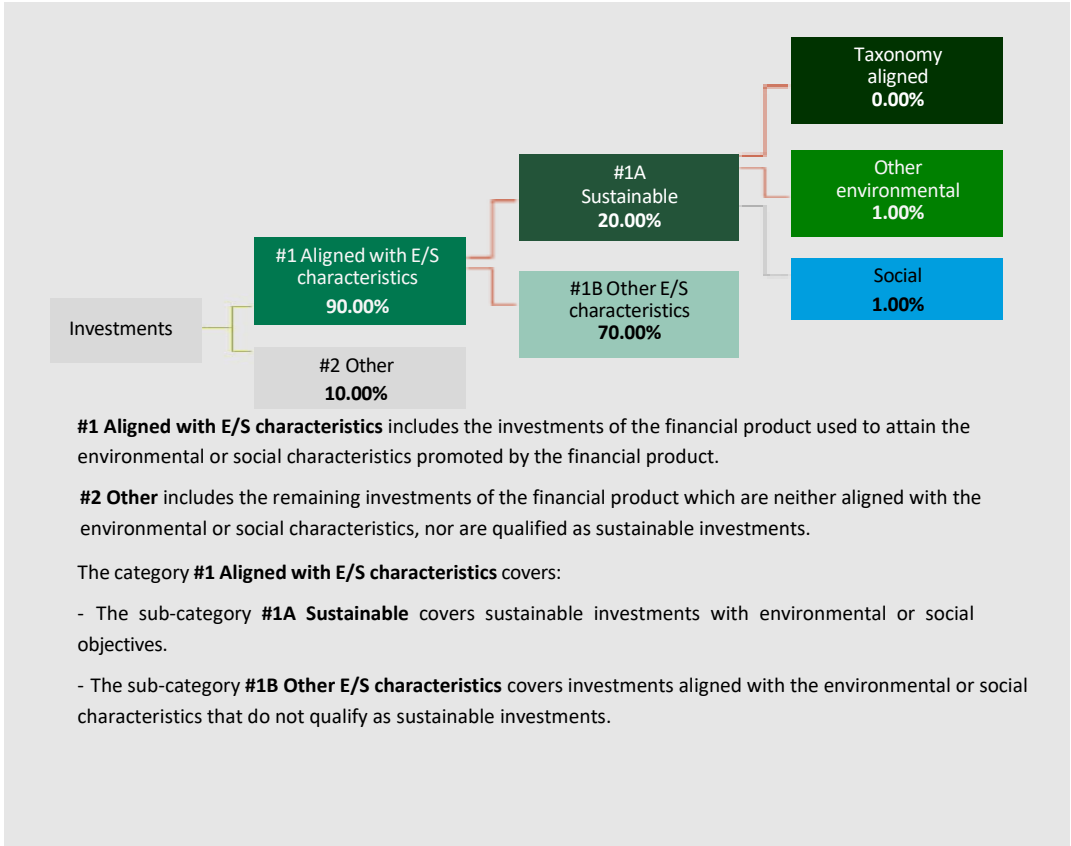 Taxonomy
aligned
0.00%
#1A
Sustainable
20.00%
Other
environmental
1.00%
#1 Aligned with E/S
characteristics
90.00%
#1B Other E/S
characteristics
70.00%
Social
1.00%
Investments
#2 Other
10.00%
#1 Aligned with E/S characteristics includes the investments of the financial product used to attain the
environmental or social characteristics promoted by the financial product.
#2 Other includes the remaining investments of the financial product which are neither aligned with the
environmental or social characteristics, nor are qualified as sustainable investments.
The category #1 Aligned with E/S characteristics covers:
- The sub-category #1A Sustainable covers sustainable investments with environmental or social
objectives.
- The sub-category #1B Other E/S characteristics covers investments aligned with the environmental or social
characteristics that do not qualify as sustainable investments.